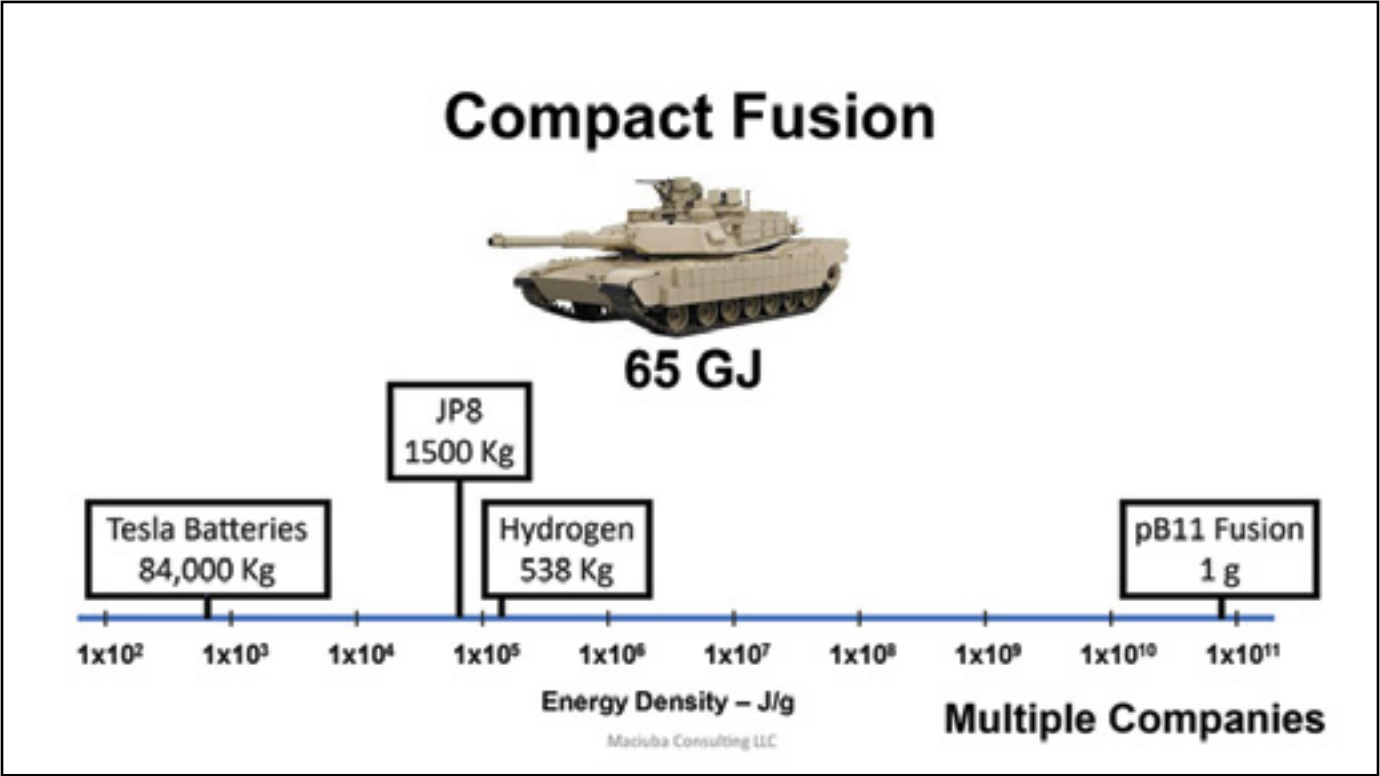 Compact Fusion
65 GJ
JP8
1500 Kg
Tesla Batteries
84,000 Kg
Hydrogen
538 Kg
pB11 Fusion
1 g
1x10² 1x10³ 1x10⁴ 1x10⁵ 1x10⁶ 1x10⁷ 1x10⁸ 1x10⁹ 1x10¹⁰ 1x10¹¹
Energy Density – J/g
Multiple Companies
Maciuba Consulting LLC